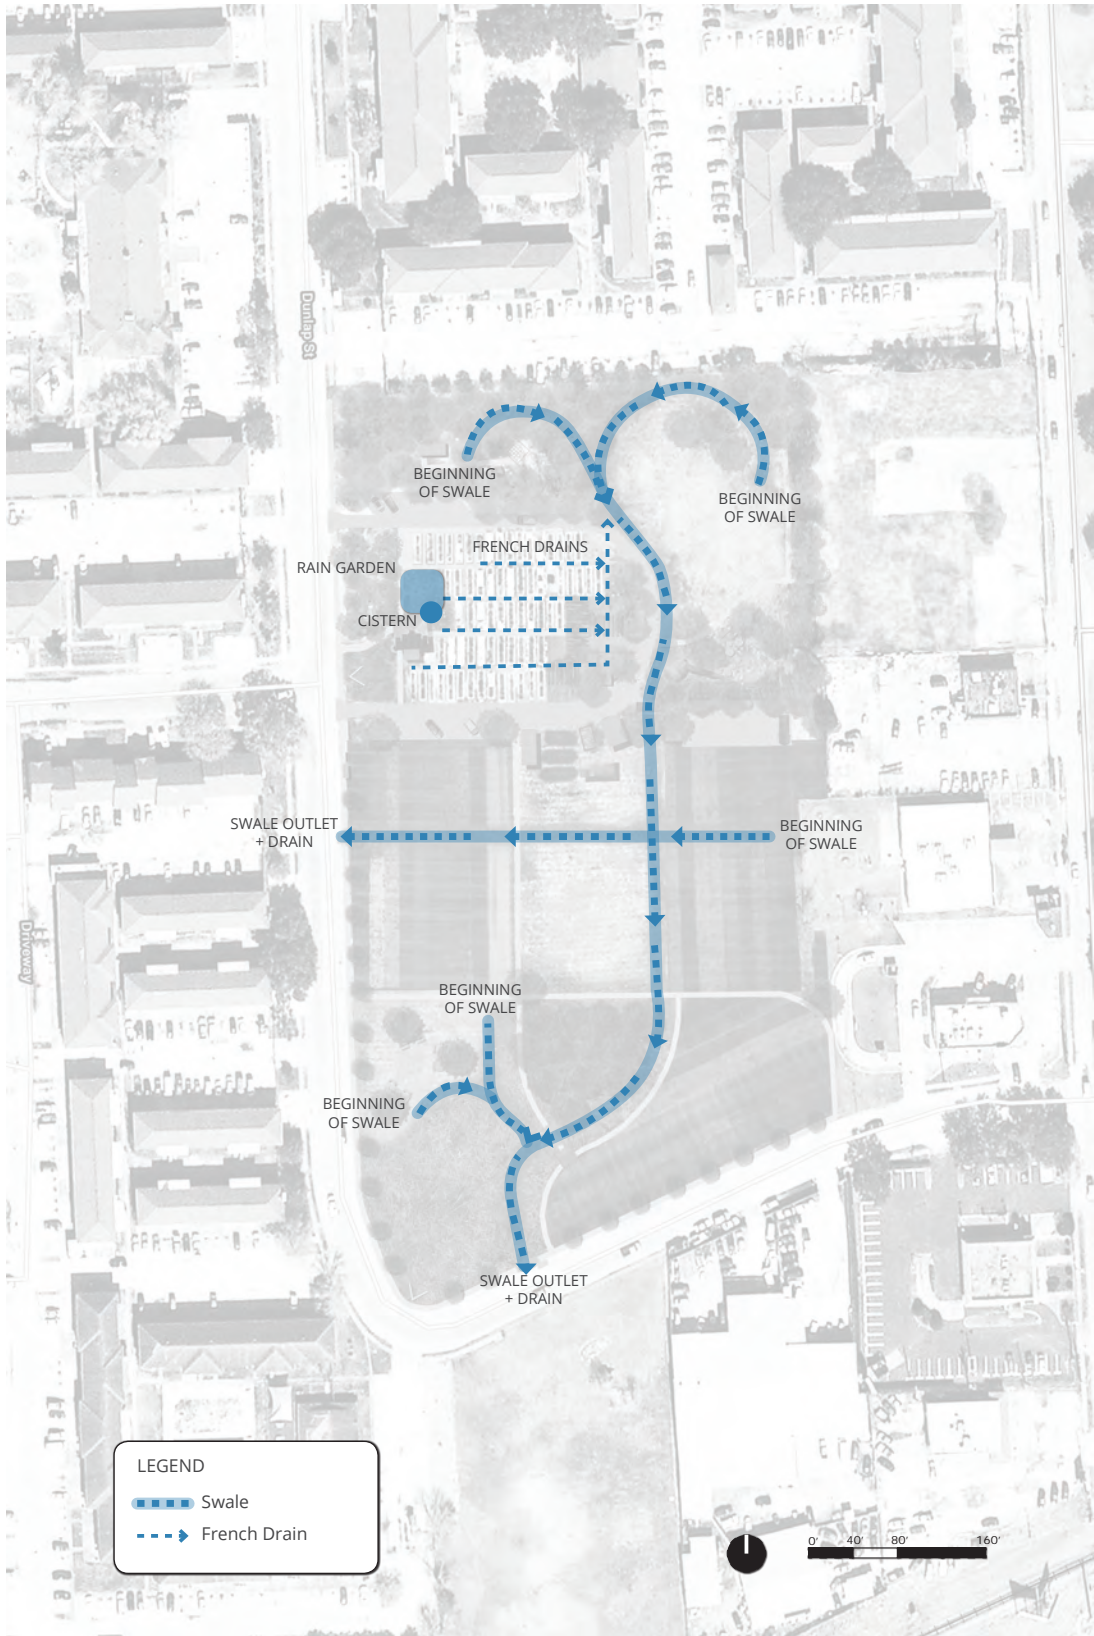 Dunlap St
BEGINNING
OF SWALE
BEGINNING
OF SWALE
FRENCH DRAINS
RAIN GARDEN
CISTERN
SWALE OUTLET
+ DRAIN
BEGINNING
OF SWALE
Driveway
BEGINNING
OF SWALE
BEGINNING
OF SWALE
SWALE OUTLET
+ DRAIN
LEGEND
Swale
French Drain
0' 40' 80' 160'